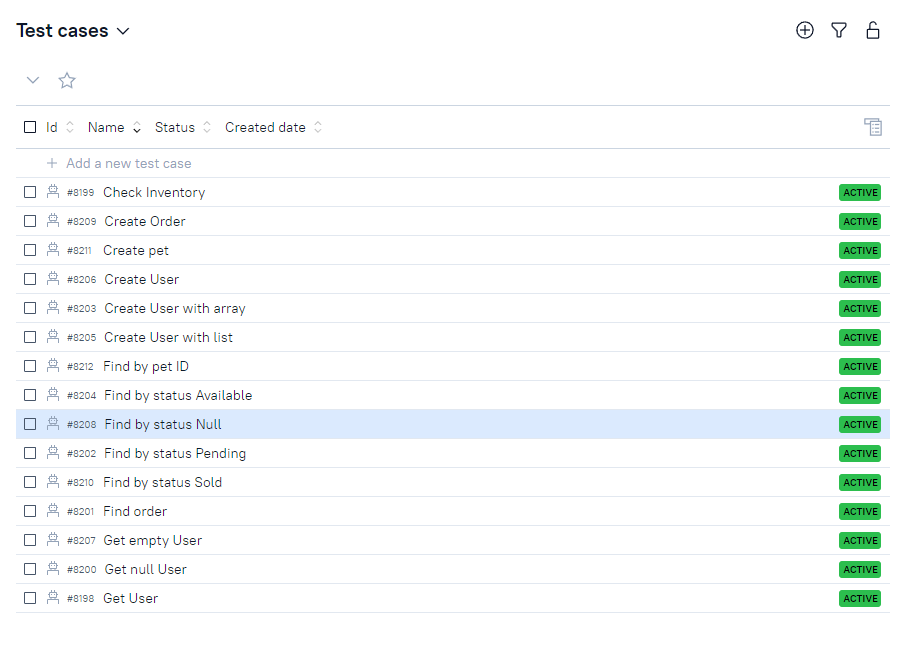 Test cases
Id Name Status Created date
+ Add a new test case
#8199 Check Inventory ACTIVE
#8209 Create Order ACTIVE
#8211 Create pet ACTIVE
#8206 Create User ACTIVE
#8203 Create User with array ACTIVE
#8205 Create User with list ACTIVE
#8212 Find by pet ID ACTIVE
#8204 Find by status Available ACTIVE
#8208 Find by status Null ACTIVE
#8202 Find by status Pending ACTIVE
#8210 Find by status Sold ACTIVE
#8201 Find order ACTIVE
#8207 Get empty User ACTIVE
#8200 Get null User ACTIVE
#8198 Get User ACTIVE